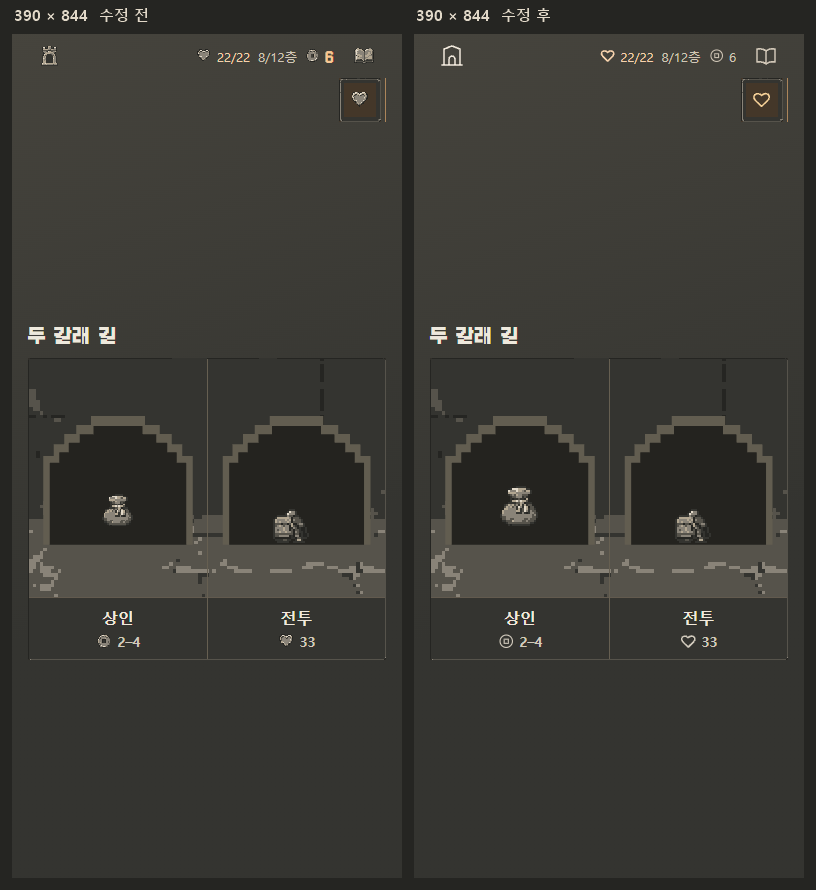 390 × 844 수정 전
22/22 8/12층 6
두 갈래 길
상인 전투
2–4 33
390 × 844 수정 후
22/22 8/12층 6
두 갈래 길
상인 전투
2–4 33